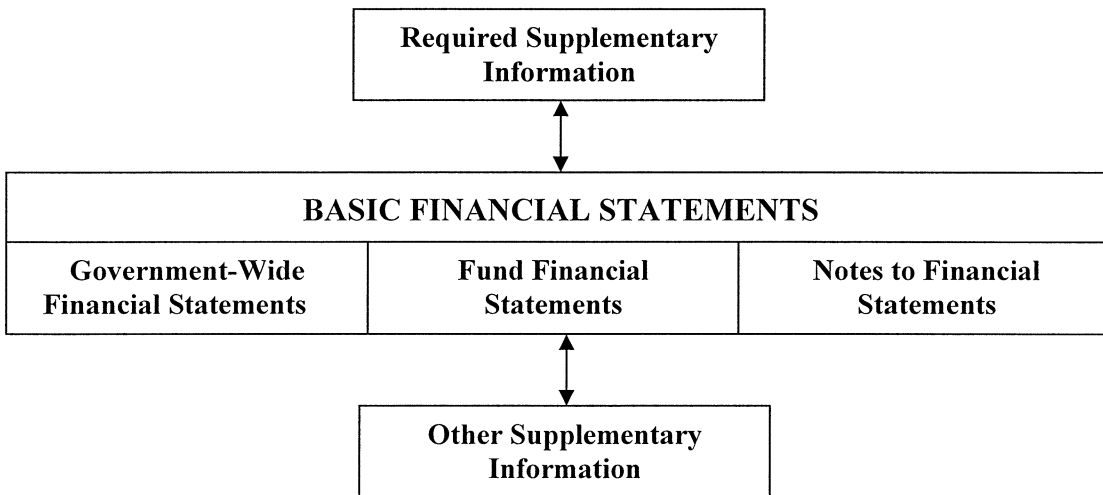 Required Supplementary
Information
BASIC FINANCIAL STATEMENTS
Government-Wide
Financial Statements
Fund Financial
Statements
Notes to Financial
Statements
Other Supplementary
Information